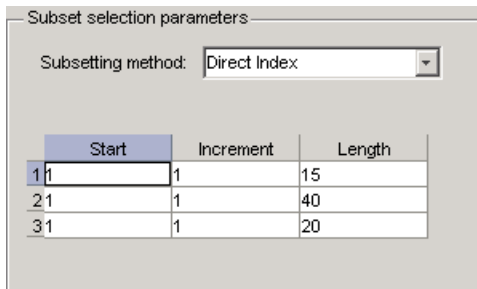 Subset selection parameters
Subsetting method: Direct Index
Start Increment Length
1 1 1 15
2 1 1 40
3 1 1 20